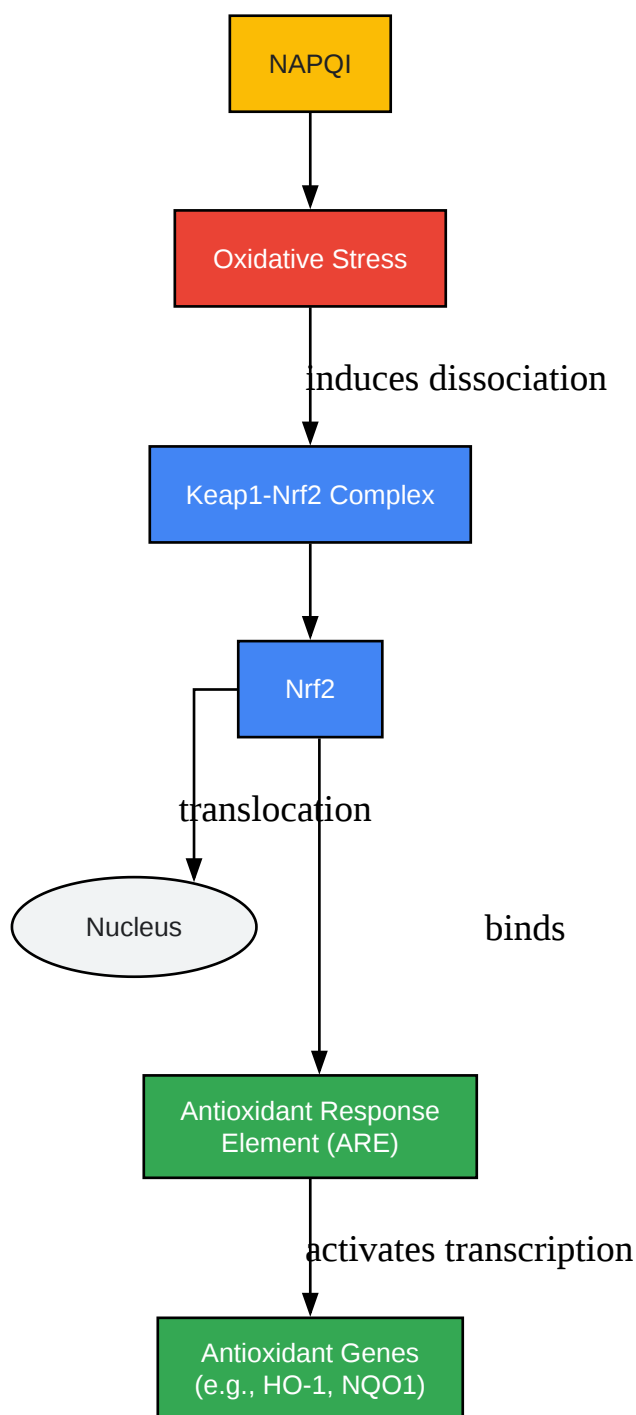 NAPQI
Oxidative Stress
induces dissociation
Keap1-Nrf2 Complex
Nrf2
translocation
Nucleus
binds
Antioxidant Response
Element (ARE)
activates transcription
Antioxidant Genes
(e.g., HO-1, NQO1)